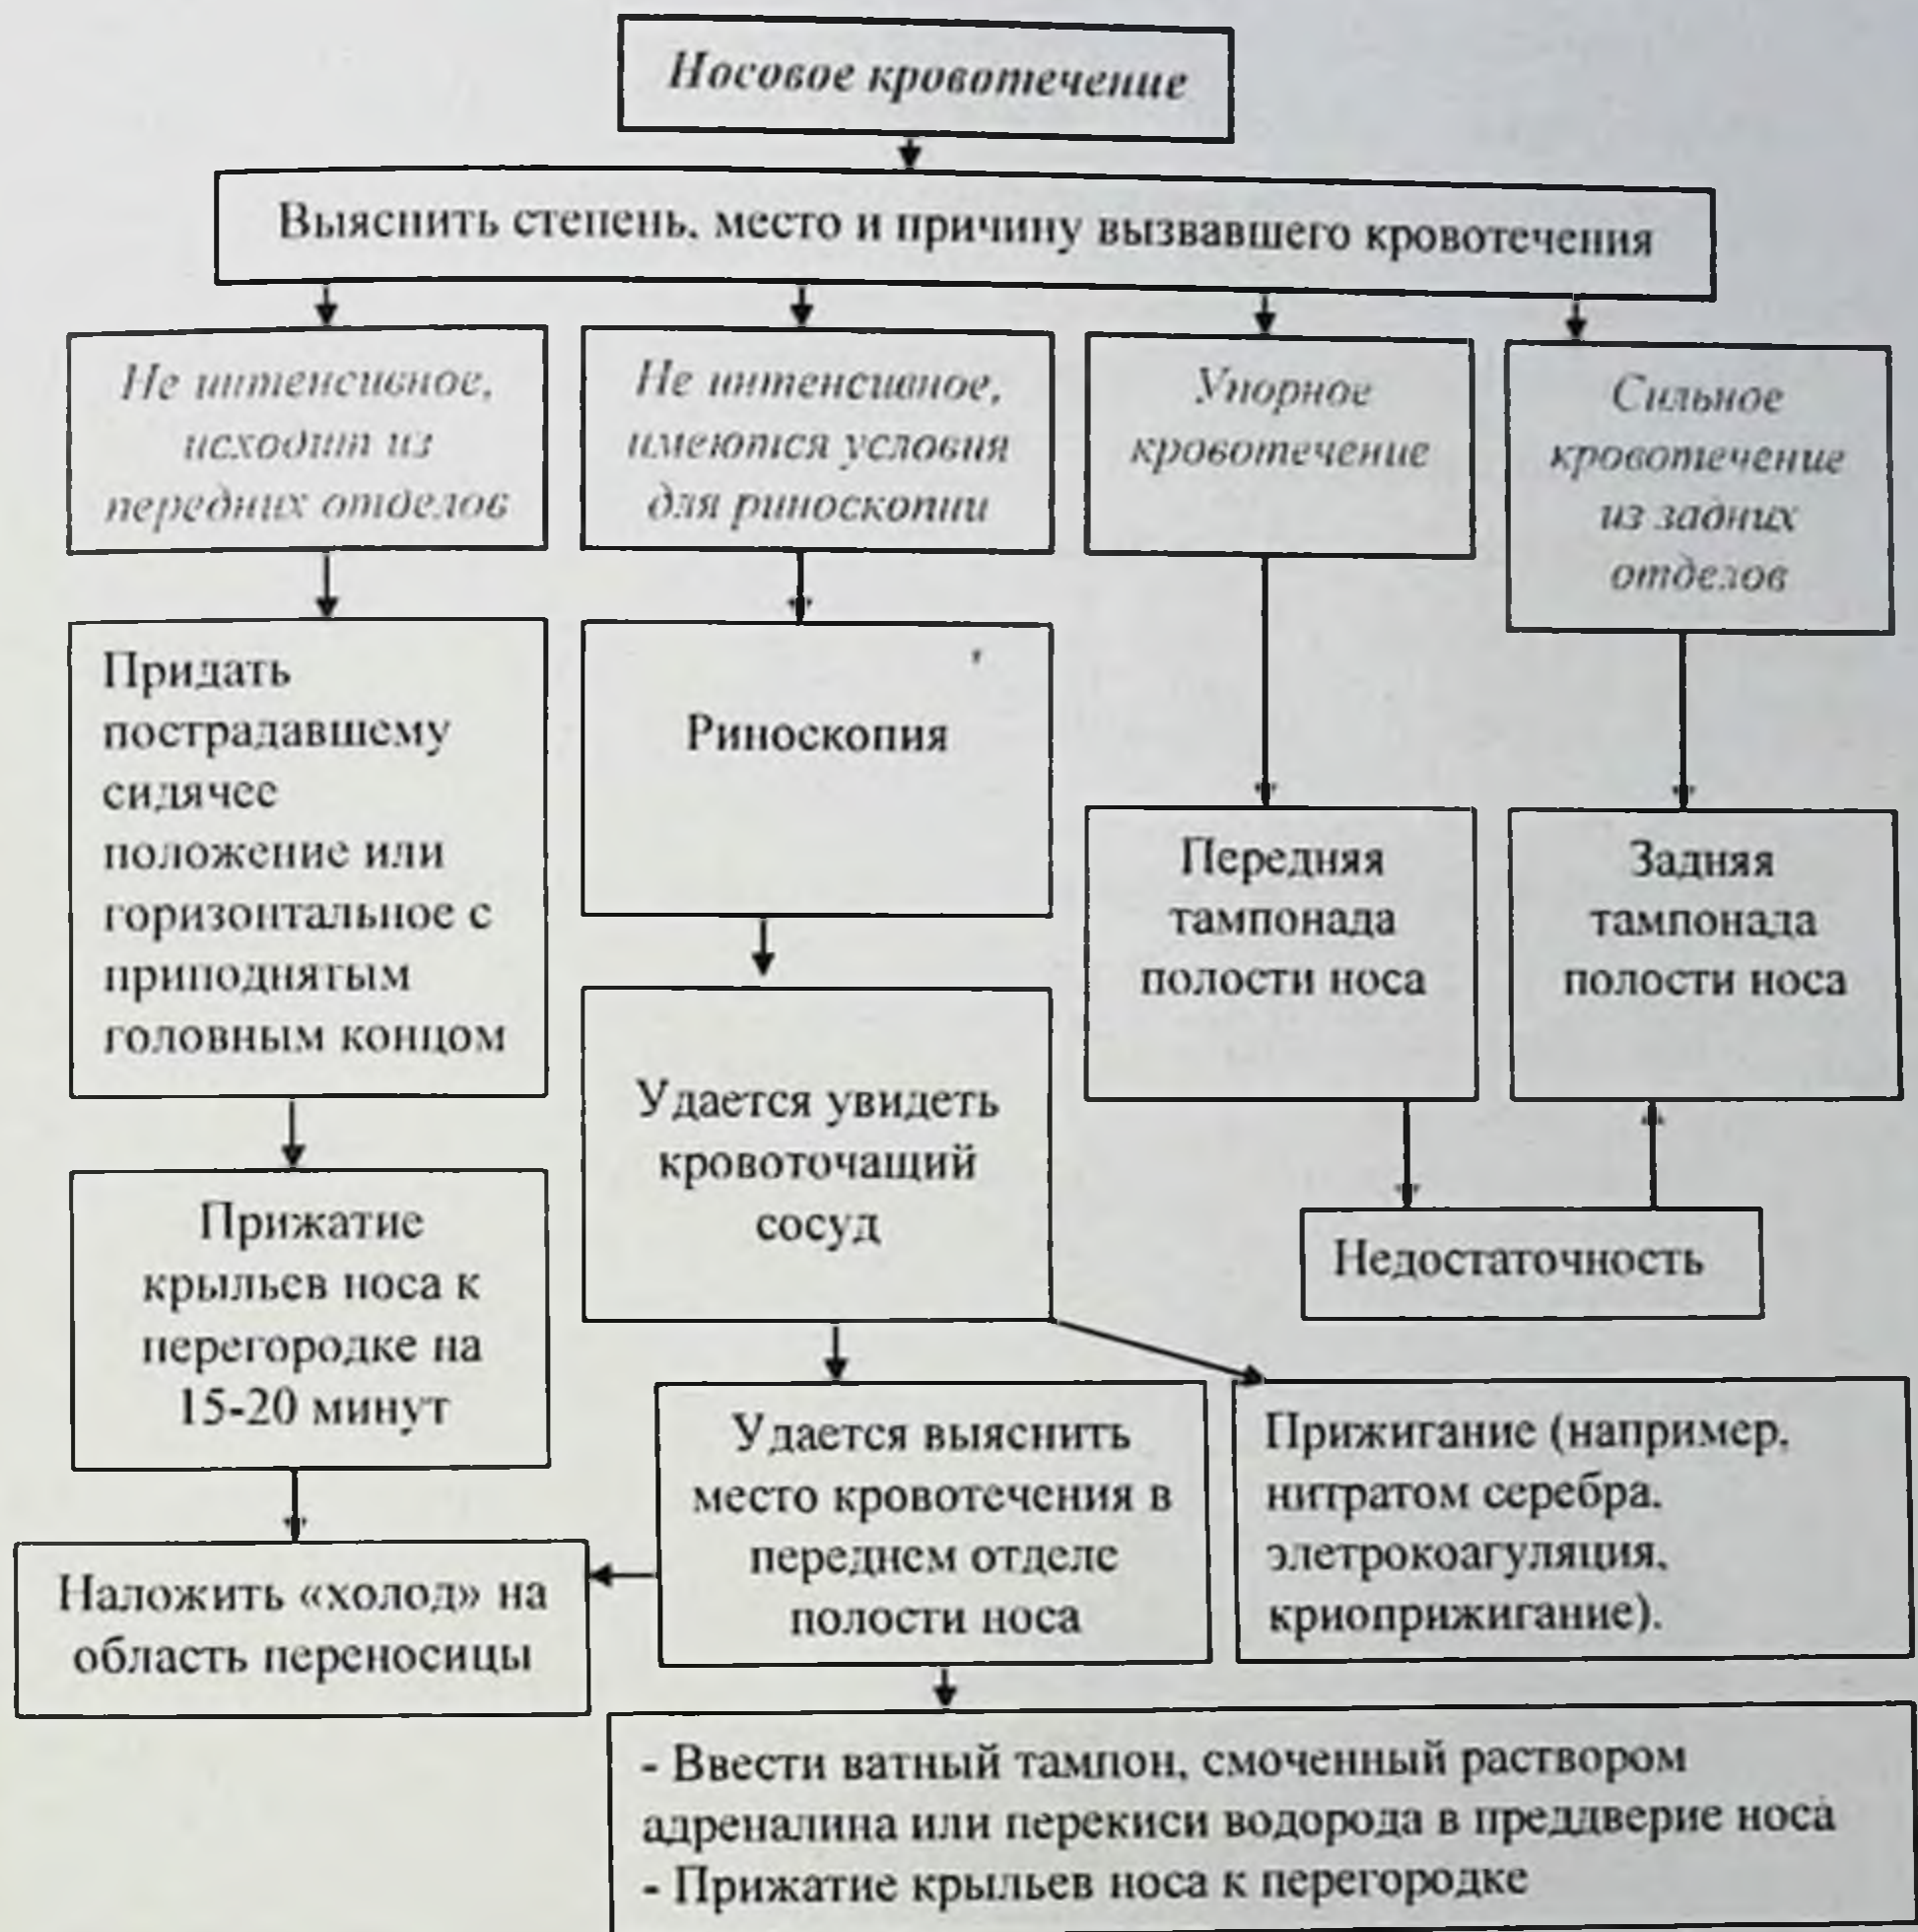 Носовое кровотечение
Выяснить степень, место и причину вызвавшего кровотечения
Не интенсивное,
исходит из
передних отделов
Не интенсивное,
имеются условия
для риноскопии
Упорное
кровотечение
Сильное
кровотечение
из задних
отделов
Придать
пострадавшему
сидячее
положение или
горизонтальное с
приподнятым
головным концом
Риноскопия
Передняя
тампонада
полости носа
Задняя
тампонада
полости носа
Удается увидеть
кровоточащий
сосуд
Прижатие
крыльев носа к
перегородке на
15-20 минут
Недостаточность
Удается выяснить
место кровотечения в
переднем отделе
полости носа
Прижигание (например,
нитратом серебра,
элетрокоагуляция,
криоприжигание).
Наложить «холод» на
область переносицы
- Ввести ватный тампон, смоченный раствором
адреналина или перекиси водорода в преддверие носа
- Прижатие крыльев носа к перегородке